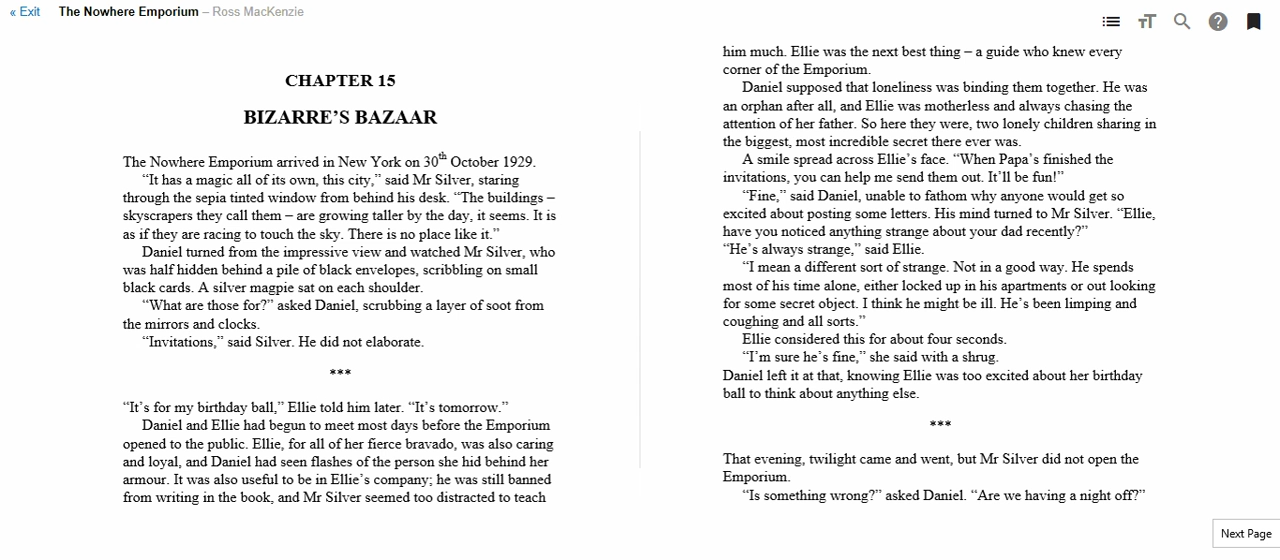 « Exit
The Nowhere Emporium – Ross MacKenzie
CHAPTER 15
BIZARRE’S BAZAAR
The Nowhere Emporium arrived in New York on 30th October 1929.
“It has a magic all of its own, this city,” said Mr Silver, staring
through the sepia tinted window from behind his desk. “The buildings –
skyscrapers they call them – are growing taller by the day, it seems. It is
as if they are racing to touch the sky. There is no place like it.”
Daniel turned from the impressive view and watched Mr Silver, who
was half hidden behind a pile of black envelopes, scribbling on small
black cards. A silver magpie sat on each shoulder.
“What are those for?” asked Daniel, scrubbing a layer of soot from
the mirrors and clocks.
“Invitations,” said Silver. He did not elaborate.
***
“It’s for my birthday ball,” Ellie told him later. “It’s tomorrow.”
Daniel and Ellie had begun to meet most days before the Emporium
opened to the public. Ellie, for all of her fierce bravado, was also caring
and loyal, and Daniel had seen flashes of the person she hid behind her
armour. It was also useful to be in Ellie’s company; he was still banned
from writing in the book, and Mr Silver seemed too distracted to teach
him much. Ellie was the next best thing – a guide who knew every
corner of the Emporium.
Daniel supposed that loneliness was binding them together. He was
an orphan after all, and Ellie was motherless and always chasing the
attention of her father. So here they were, two lonely children sharing in
the biggest, most incredible secret there ever was.
A smile spread across Ellie’s face. “When Papa’s finished the
invitations, you can help me send them out. It’ll be fun!”
“Fine,” said Daniel, unable to fathom why anyone would get so
excited about posting some letters. His mind turned to Mr Silver. “Ellie,
have you noticed anything strange about your dad recently?”
“He’s always strange,” said Ellie.
“I mean a different sort of strange. Not in a good way. He spends
most of his time alone, either locked up in his apartments or out looking
for some secret object. I think he might be ill. He’s been limping and
coughing and all sorts.”
Ellie considered this for about four seconds.
“I’m sure he’s fine,” she said with a shrug.
Daniel left it at that, knowing Ellie was too excited about her birthday
ball to think about anything else.
***
That evening, twilight came and went, but Mr Silver did not open the
Emporium.
“Is something wrong?” asked Daniel. “Are we having a night off?”
Next Page